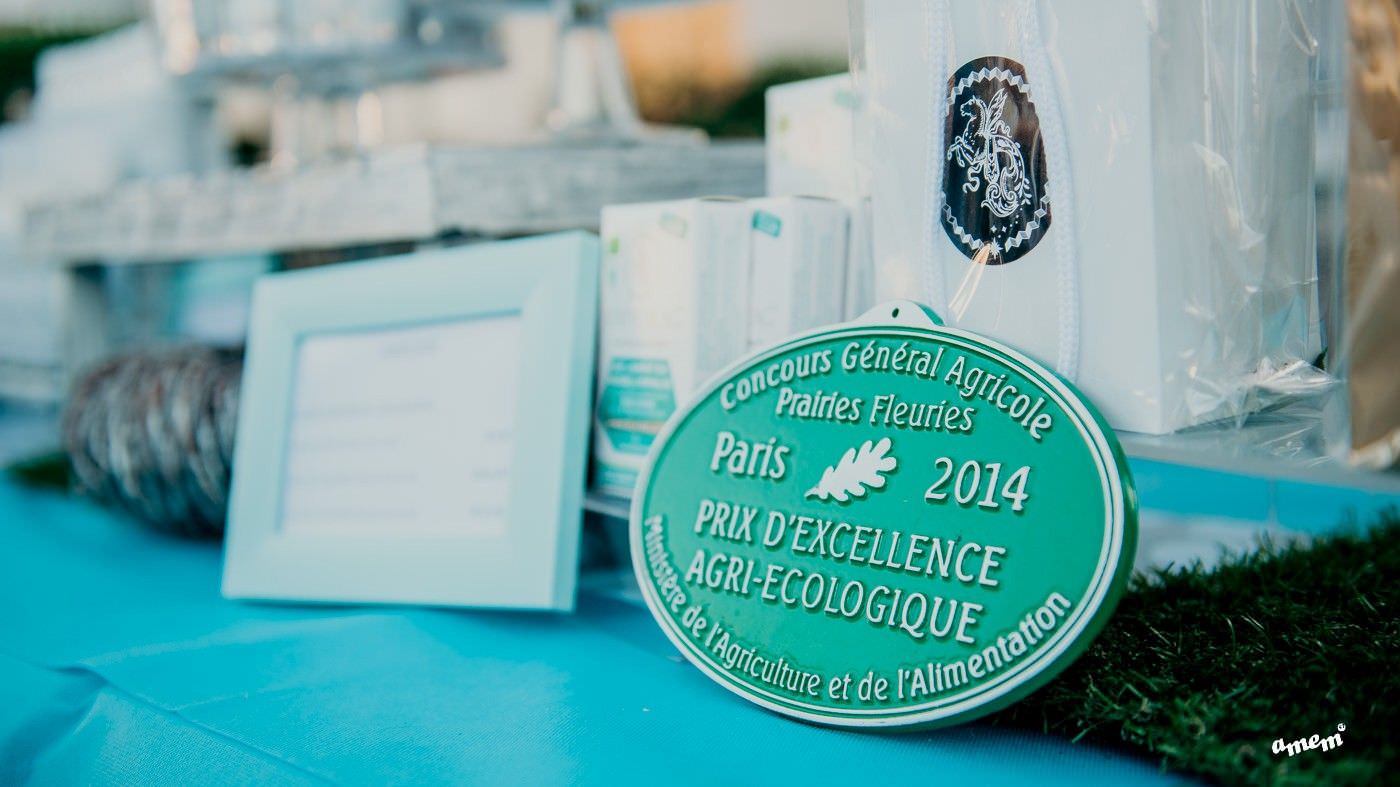 Concours Général Agricole
Prairies Fleuries
Paris 2014
PRIX D'EXCELLENCE
AGRI-ECOLOGIQUE
Ministère de l'Agriculture et de l'Alimentation
amem e